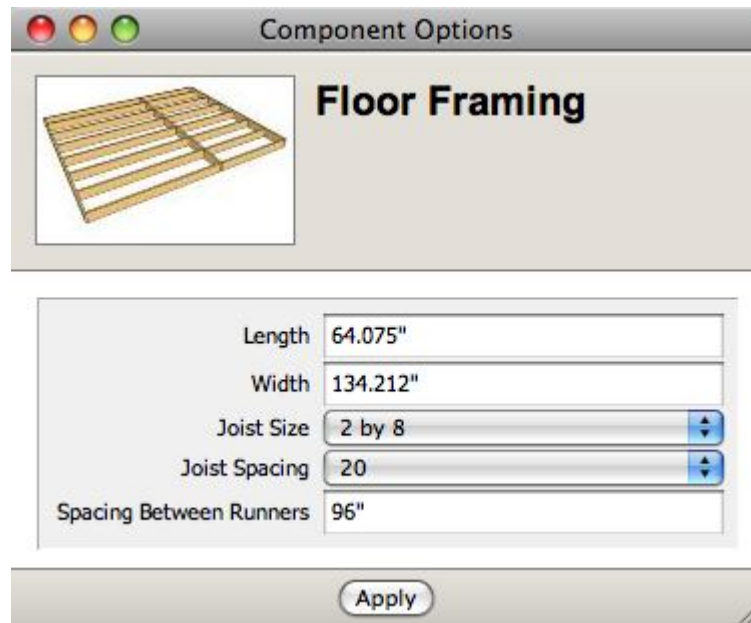 Component Options
Floor Framing
Length 64.075"
Width 134.212"
Joist Size 2 by 8
Joist Spacing 20
Spacing Between Runners 96"
Apply